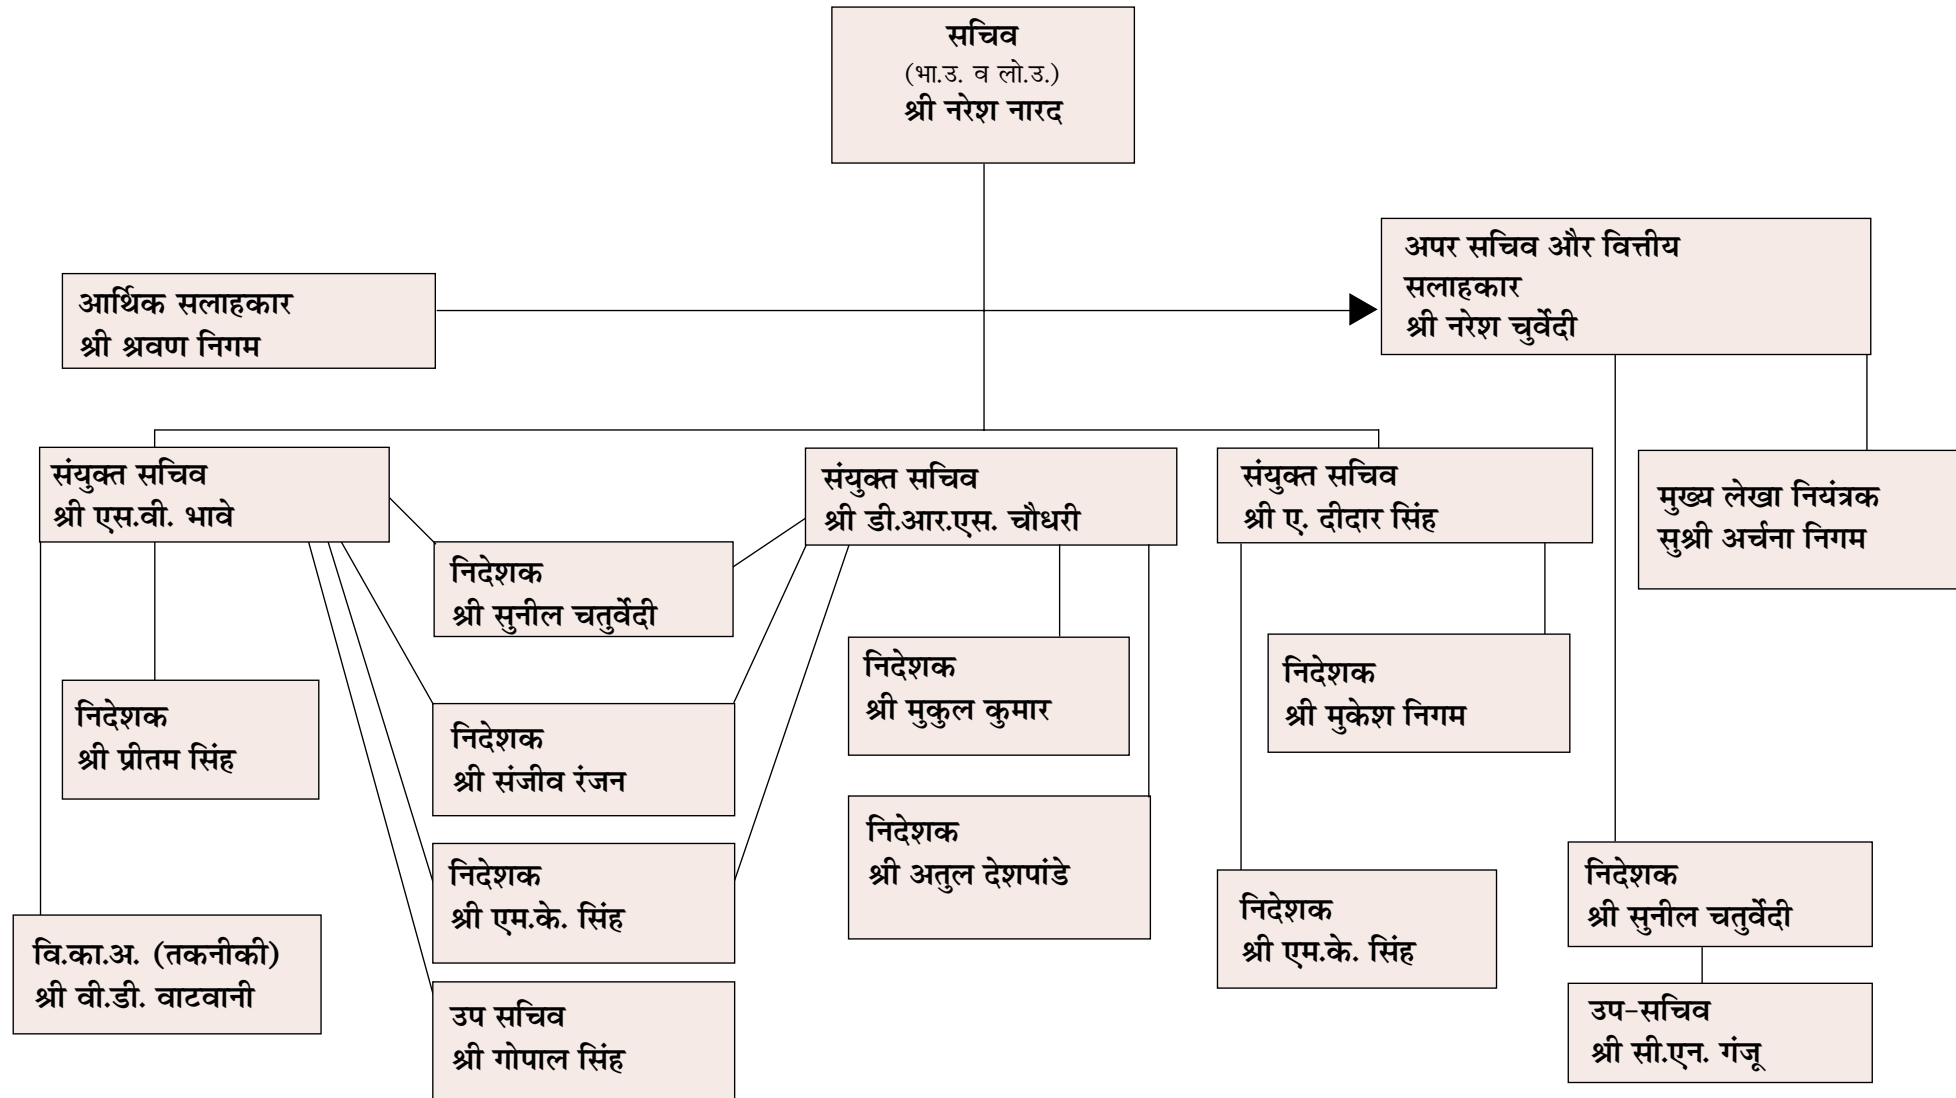 सचिव
(भा.उ. व लो.उ.)
श्री नरेश नारद
अपर सचिव और वित्तीय
सलाहकार
श्री नरेश चुर्वेदी
आर्थिक सलाहकार
श्री श्रवण निगम
संयुक्त सचिव
श्री एस.वी. भावे
संयुक्त सचिव
श्री डी.आर.एस. चौधरी
संयुक्त सचिव
श्री ए. दीदार सिंह
मुख्य लेखा नियंत्रक
सुश्री अर्चना निगम
निदेशक
श्री सुनील चतुर्वेदी
निदेशक
श्री प्रीतम सिंह
निदेशक
श्री संजीव रंजन
निदेशक
श्री मुकुल कुमार
निदेशक
श्री मुकेश निगम
निदेशक
श्री एम.के. सिंह
निदेशक
श्री अतुल देशपांडे
निदेशक
श्री एम.के. सिंह
निदेशक
श्री सुनील चतुर्वेदी
वि.का.अ. (तकनीकी)
श्री वी.डी. वाटवानी
उप सचिव
श्री गोपाल सिंह
उप-सचिव
श्री सी.एन. गंजू